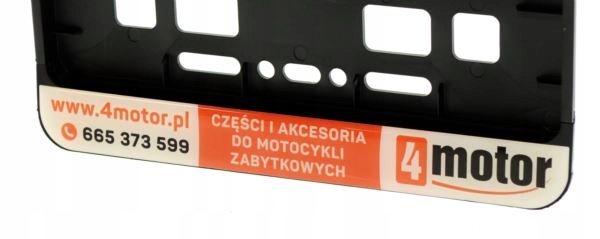 www.4motor.pl
665 373 599
CZĘŚCI I AKCESORIA
DO MOTOCYKLI
ZABYTKOWYCH
4motor